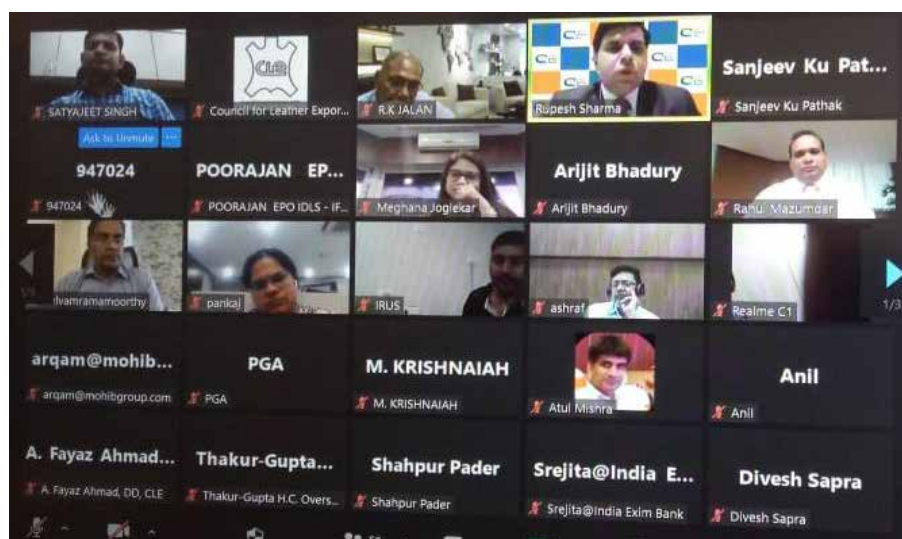 SATYAJEET SINGH
CLE
Council for Leather Expor...
R.K JALAN
Rupesh Sharma
Sanjeev Ku Pat...
Sanjeev Ku Pathak
Ask to Unmute ...
947024
947024
POORAJAN EP...
POORAJAN EPO IDLS - IF...
Meghana Joglekar
Arijit Bhadury
Arijit Bhadury
Rahul Mazumdar
lvamramamoorthy
pankaj
IRUS
ashraf
Realme C1
1/3
arqam@mohib...
arqam@mohibgroup.com
PGA
PGA
M. KRISHNAIAH
M. KRISHNAIAH
Atul Mishra
Anil
Anil
A. Fayaz Ahmad...
A. Fayaz Ahmad, DD, CLE
Thakur-Gupta...
Thakur-Gupta H.C. Overs...
Shahpur Pader
Shahpur Pader
Srejita@India E...
Srejita@India Exim Bank
Divesh Sapra
Divesh Sapra